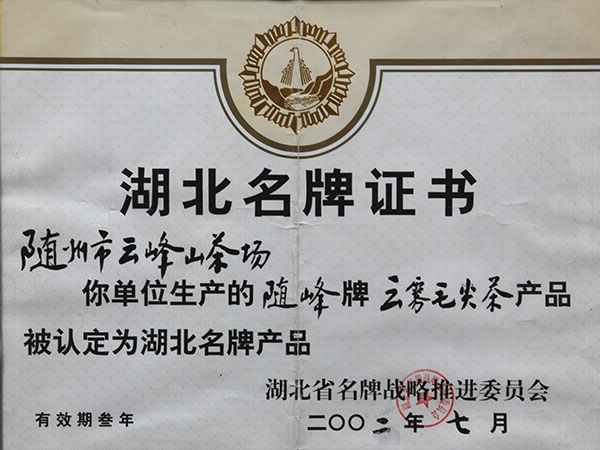 湖北名牌证书
随州市云峰山茶场
你单位生产的随峰牌云雾毛尖茶产品
被认定为湖北名牌产品
湖北省名牌战略推进委员会
有效期叁年
二〇〇二年七月